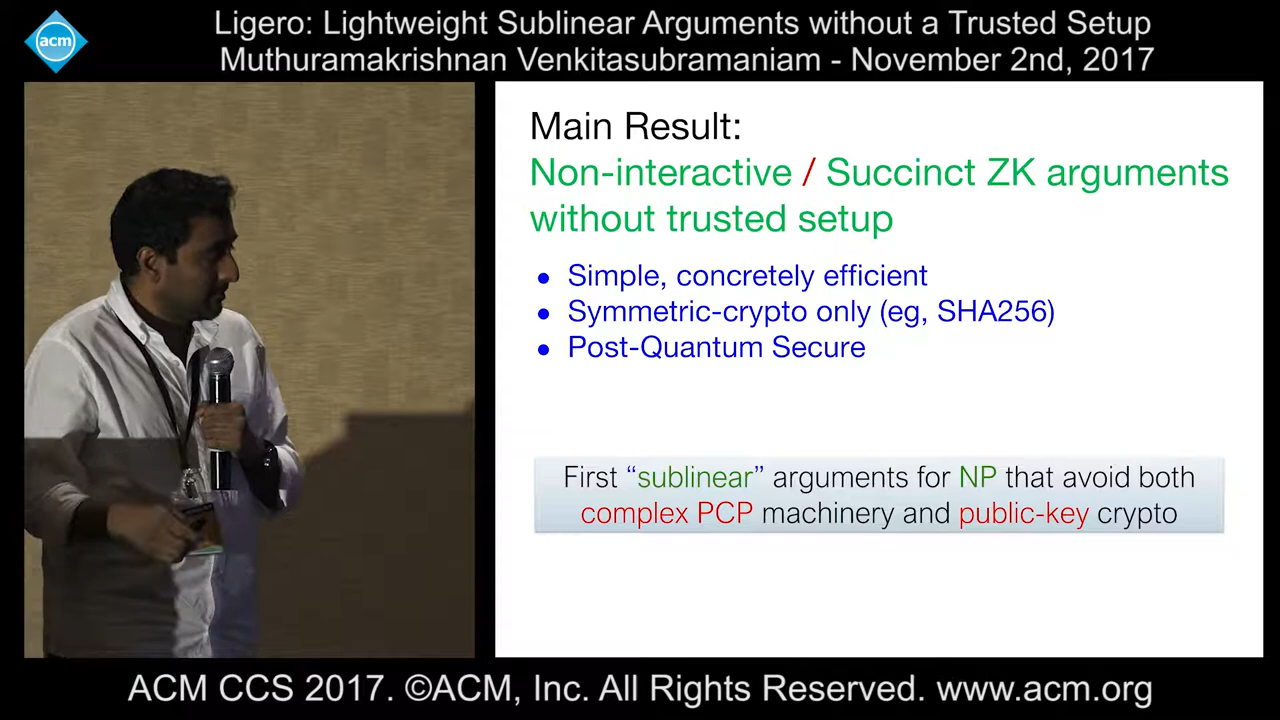 acm
Ligero: Lightweight Sublinear Arguments without a Trusted Setup
Muthuramakrishnan Venkitasubramaniam - November 2nd, 2017
Main Result:
Non-interactive / Succinct ZK arguments
without trusted setup
• Simple, concretely efficient
• Symmetric-crypto only (eg, SHA256)
• Post-Quantum Secure
First “sublinear” arguments for NP that avoid both
complex PCP machinery and public-key crypto
ACM CCS 2017. ©ACM, Inc. All Rights Reserved. www.acm.org